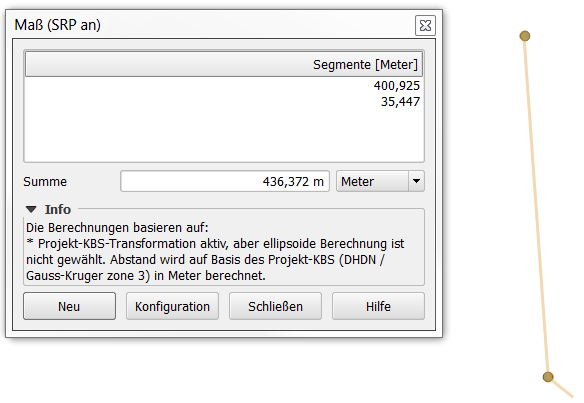 Maß (SRP an)
Segmente [Meter]
400,925
35,447
Summe 436,372 m Meter
Info
Die Berechnungen basieren auf:
* Projekt-KBS-Transformation aktiv, aber ellipsoide Berechnung ist
nicht gewählt. Abstand wird auf Basis des Projekt-KBS (DHDN /
Gauss-Kruger zone 3) in Meter berechnet.
Neu Konfiguration Schließen Hilfe